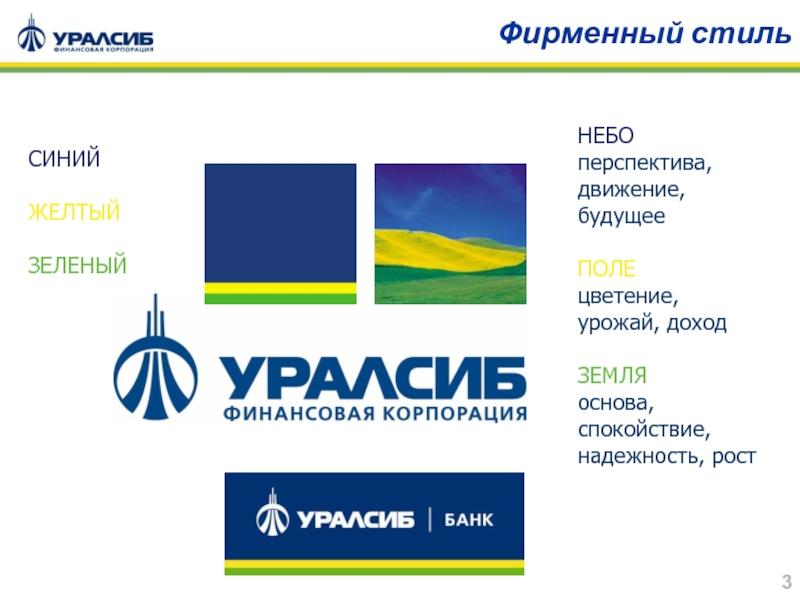 УРАЛСИБ
ФИНАНСОВАЯ КОРПОРАЦИЯ
Фирменный стиль
СИНИЙ
ЖЕЛТЫЙ
ЗЕЛЕНЫЙ
НЕБО
перспектива,
движение,
будущее
ПОЛЕ
цветение,
урожай, доход
ЗЕМЛЯ
основа,
спокойствие,
надежность, рост
УРАЛСИБ
ФИНАНСОВАЯ КОРПОРАЦИЯ
УРАЛСИБ | БАНК
3